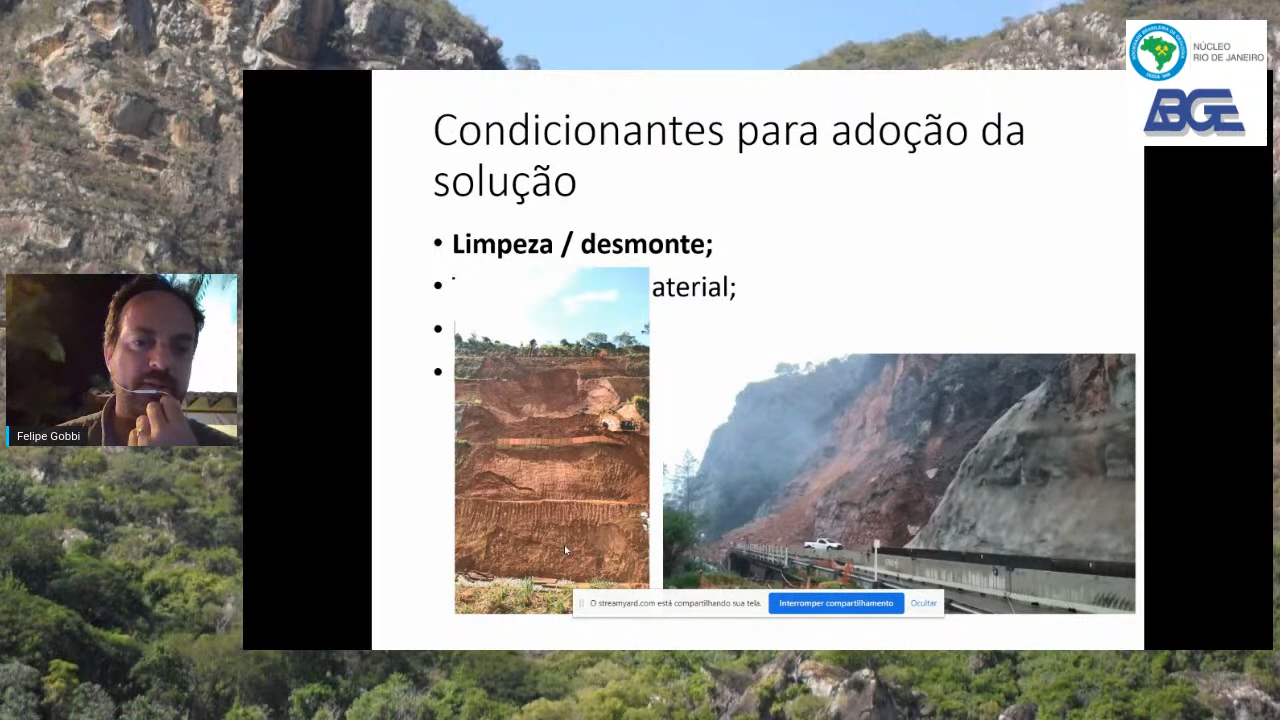 NÚCLEO
RIO DE JANEIRO
ABGE
Condicionantes para adoção da
solução
• Limpeza / desmonte;
• aterial;
•
•
Felipe Gobbi
O streamyard.com está compartilhando sua tela.
Interromper compartilhamento
Ocultar